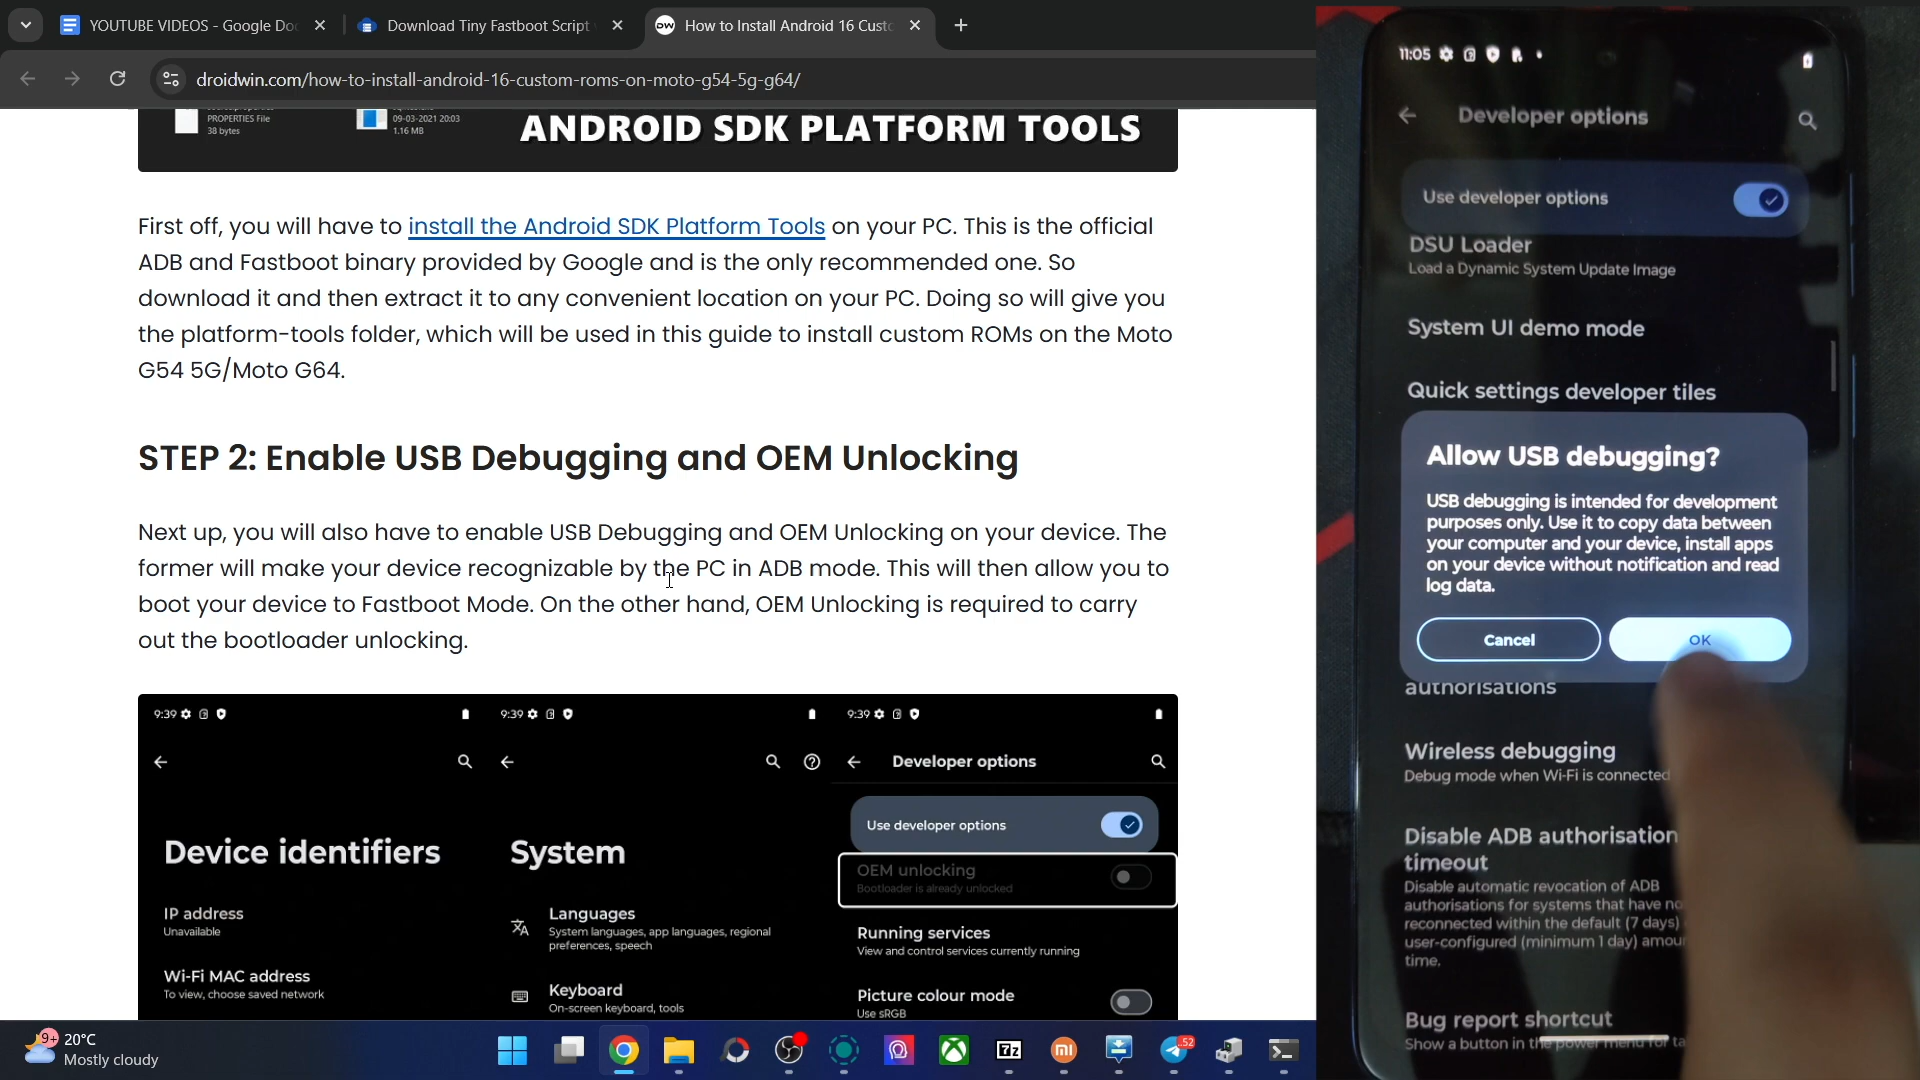 YOUTUBE VIDEOS - Google Do
Download Tiny Fastboot Script
How to Install Android 16 Cust
droidwin.com/how-to-install-android-16-custom-roms-on-moto-g54-5g-g64/
PROPERTIES File
38 bytes
09-03-2021 20:03
1.16 MB
ANDROID SDK PLATFORM TOOLS
First off, you will have to install the Android SDK Platform Tools on your PC. This is the official
ADB and Fastboot binary provided by Google and is the only recommended one. So
download it and then extract it to any convenient location on your PC. Doing so will give you
the platform-tools folder, which will be used in this guide to install custom ROMs on the Moto
G54 5G/Moto G64.
STEP 2: Enable USB Debugging and OEM Unlocking
Next up, you will also have to enable USB Debugging and OEM Unlocking on your device. The
former will make your device recognizable by the PC in ADB mode. This will then allow you to
boot your device to Fastboot Mode. On the other hand, OEM Unlocking is required to carry
out the bootloader unlocking.
9:39
Device identifiers
IP address
Unavailable
Wi-Fi MAC address
To view, choose saved network
9:39
System
Languages
System languages, app languages, regional
preferences, speech
Keyboard
On-screen keyboard, tools
9:39
Developer options
Use developer options
OEM unlocking
Bootloader is already unlocked
Running services
View and control services currently running
Picture colour mode
Use sRGB
9+
20°C
Mostly cloudy
7z
mi
52
11:05
Developer options
Use developer options
DSU Loader
Load a Dynamic System Update Image
System UI demo mode
Quick settings developer tiles
Allow USB debugging?
USB debugging is intended for development
purposes only. Use it to copy data between
your computer and your device, install apps
on your device without notification and read
log data.
Cancel
OK
authorisations
Wireless debugging
Debug mode when Wi-Fi is connected
Disable ADB authorisation
timeout
Disable automatic revocation of ADB
authorisations for systems that have no
reconnected within the default (7 days)
user-configured (minimum 1 day) amou
time.
Bug report shortcut
Show a button in the power menu for ta